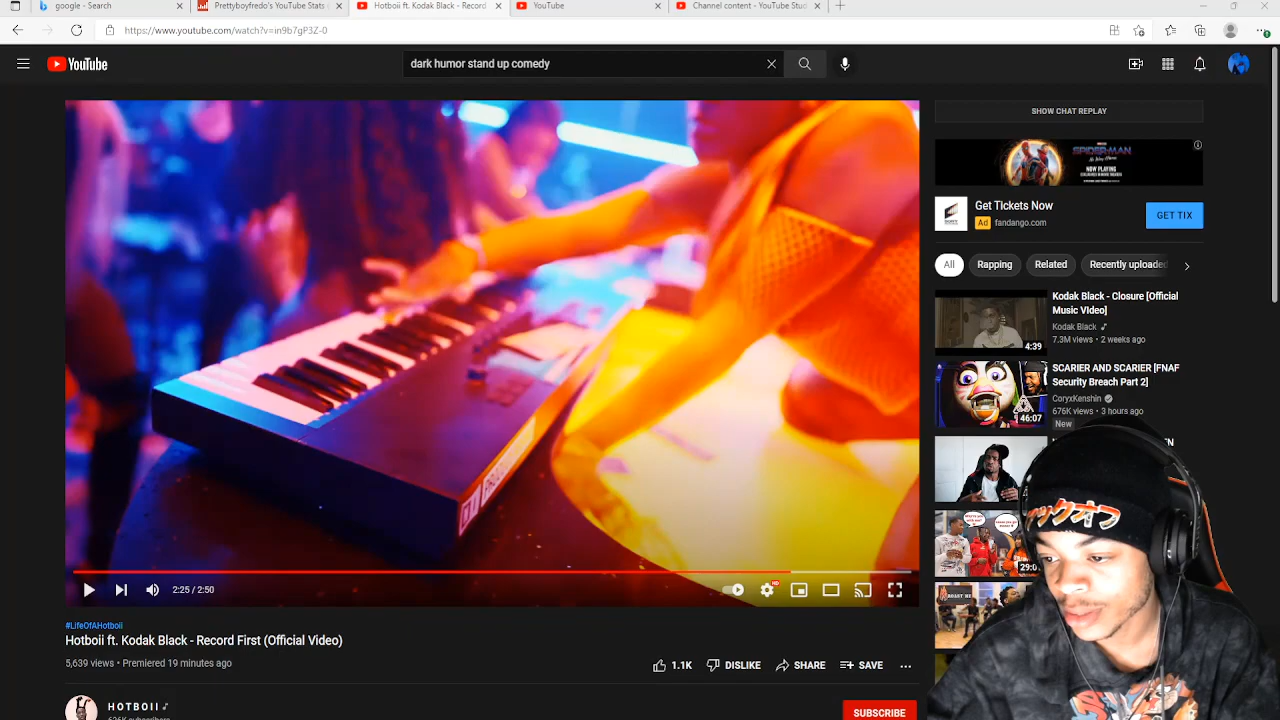 google - Search
Prettyboyfredo's YouTube Stats (
Hotboii ft. Kodak Black - Record
YouTube
Channel content - YouTube Stud
https://www.youtube.com/watch?v=in9b7gP3Z-0
YouTube
dark humor stand up comedy
SHOW CHAT REPLAY
SPIDER-MAN
NOW PLAYING
Get Tickets Now
Ad fandango.com
GET TIX
All
Rapping
Related
Recently uploaded
Kodak Black - Closure [Official
Music VIdeo]
Kodak Black
7.3M views • 2 weeks ago
4:39
SCARIER AND SCARIER [FNAF
Security Breach Part 2]
CoryxKenshin
676K views • 3 hours ago
46:07
New
29:0
ックオフ
2:25 / 2:50
HD
#LifeOfAHotboii
Hotboii ft. Kodak Black - Record First (Official Video)
5,639 views • Premiered 19 minutes ago
1.1K
DISLIKE
SHARE
SAVE
H O T B O I I
SUBSCRIBE